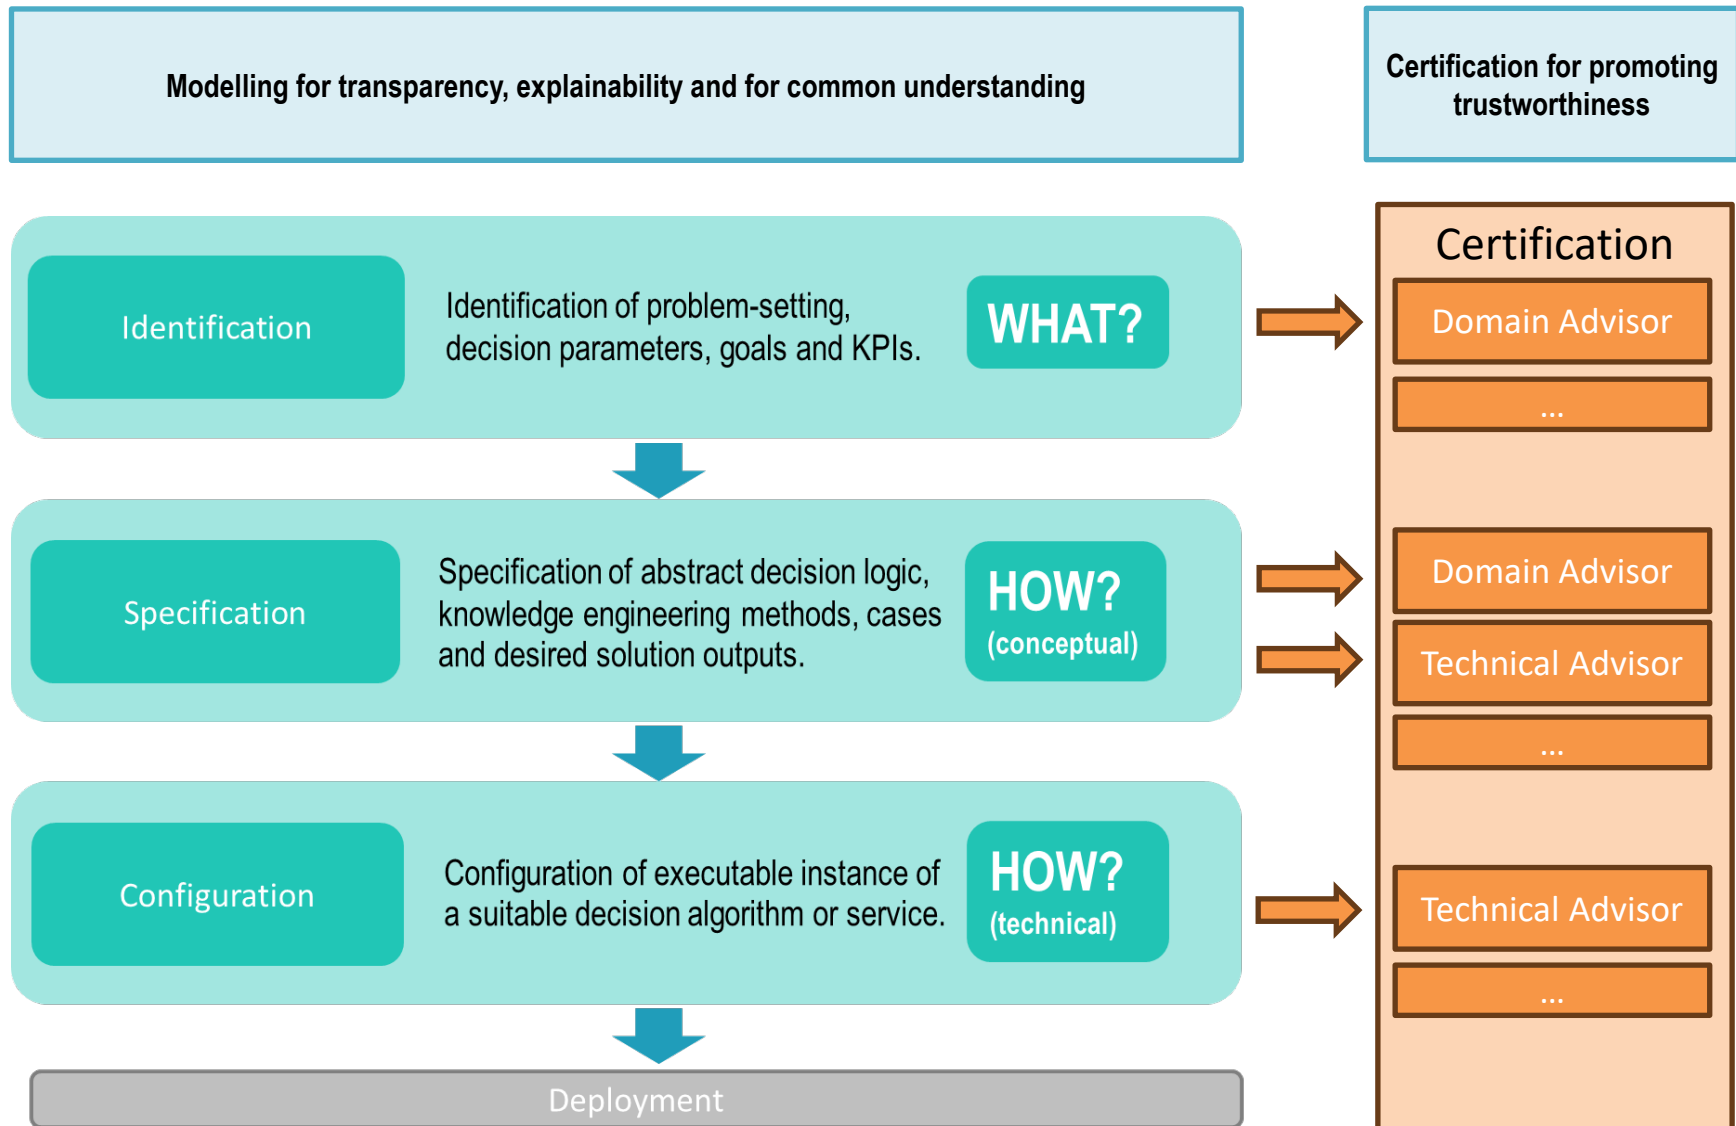 Modelling for transparency, explainability and for common understanding
Certification for promoting
trustworthiness
Identification
Identification of problem-setting,
decision parameters, goals and KPIs.
WHAT?
Specification
Specification of abstract decision logic,
knowledge engineering methods, cases
and desired solution outputs.
HOW?
(conceptual)
Configuration
Configuration of executable instance of
a suitable decision algorithm or service.
HOW?
(technical)
Deployment
Certification
Domain Advisor
...
Domain Advisor
Technical Advisor
...
Technical Advisor
...